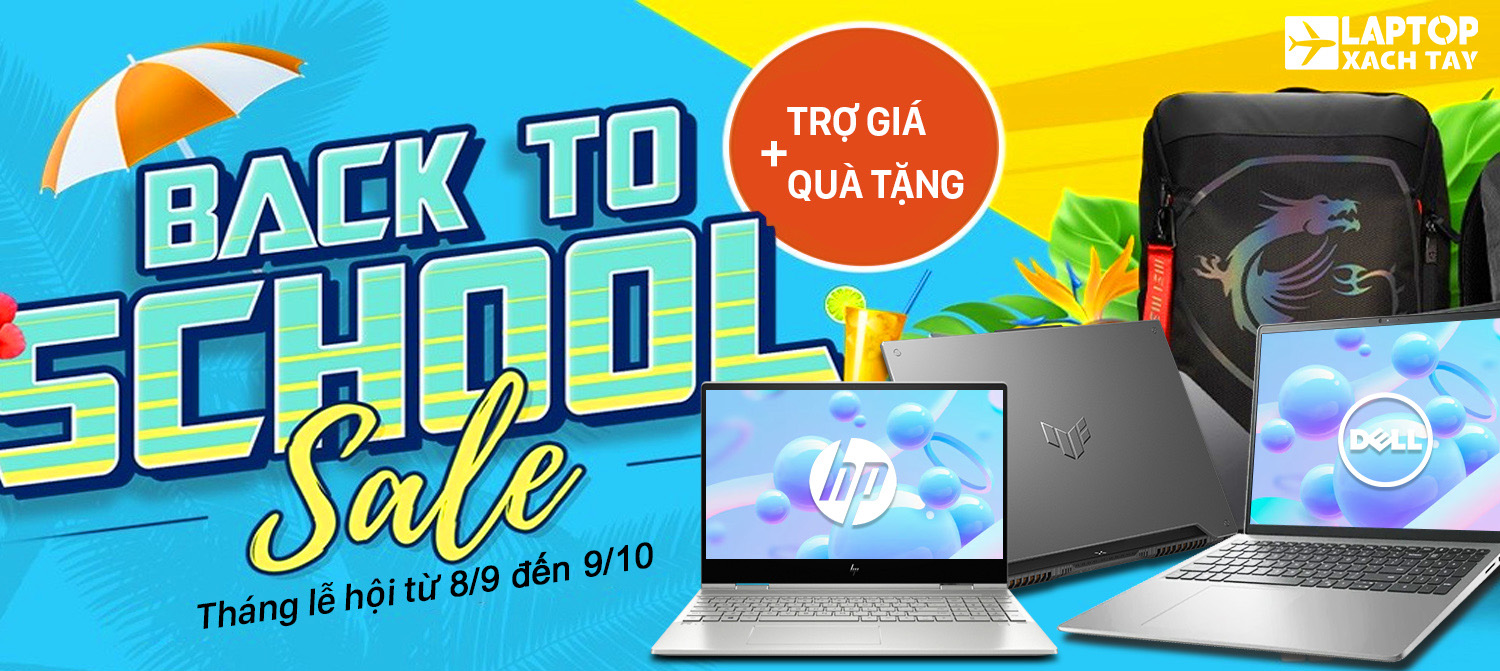 LAPTOP
XACH TAY
BACK TO
SCHOOL
Sale
Tháng lễ hội từ 8/9 đến 9/10
TRỢ GIÁ
+
QUÀ TẶNG
hp
hp
DELL